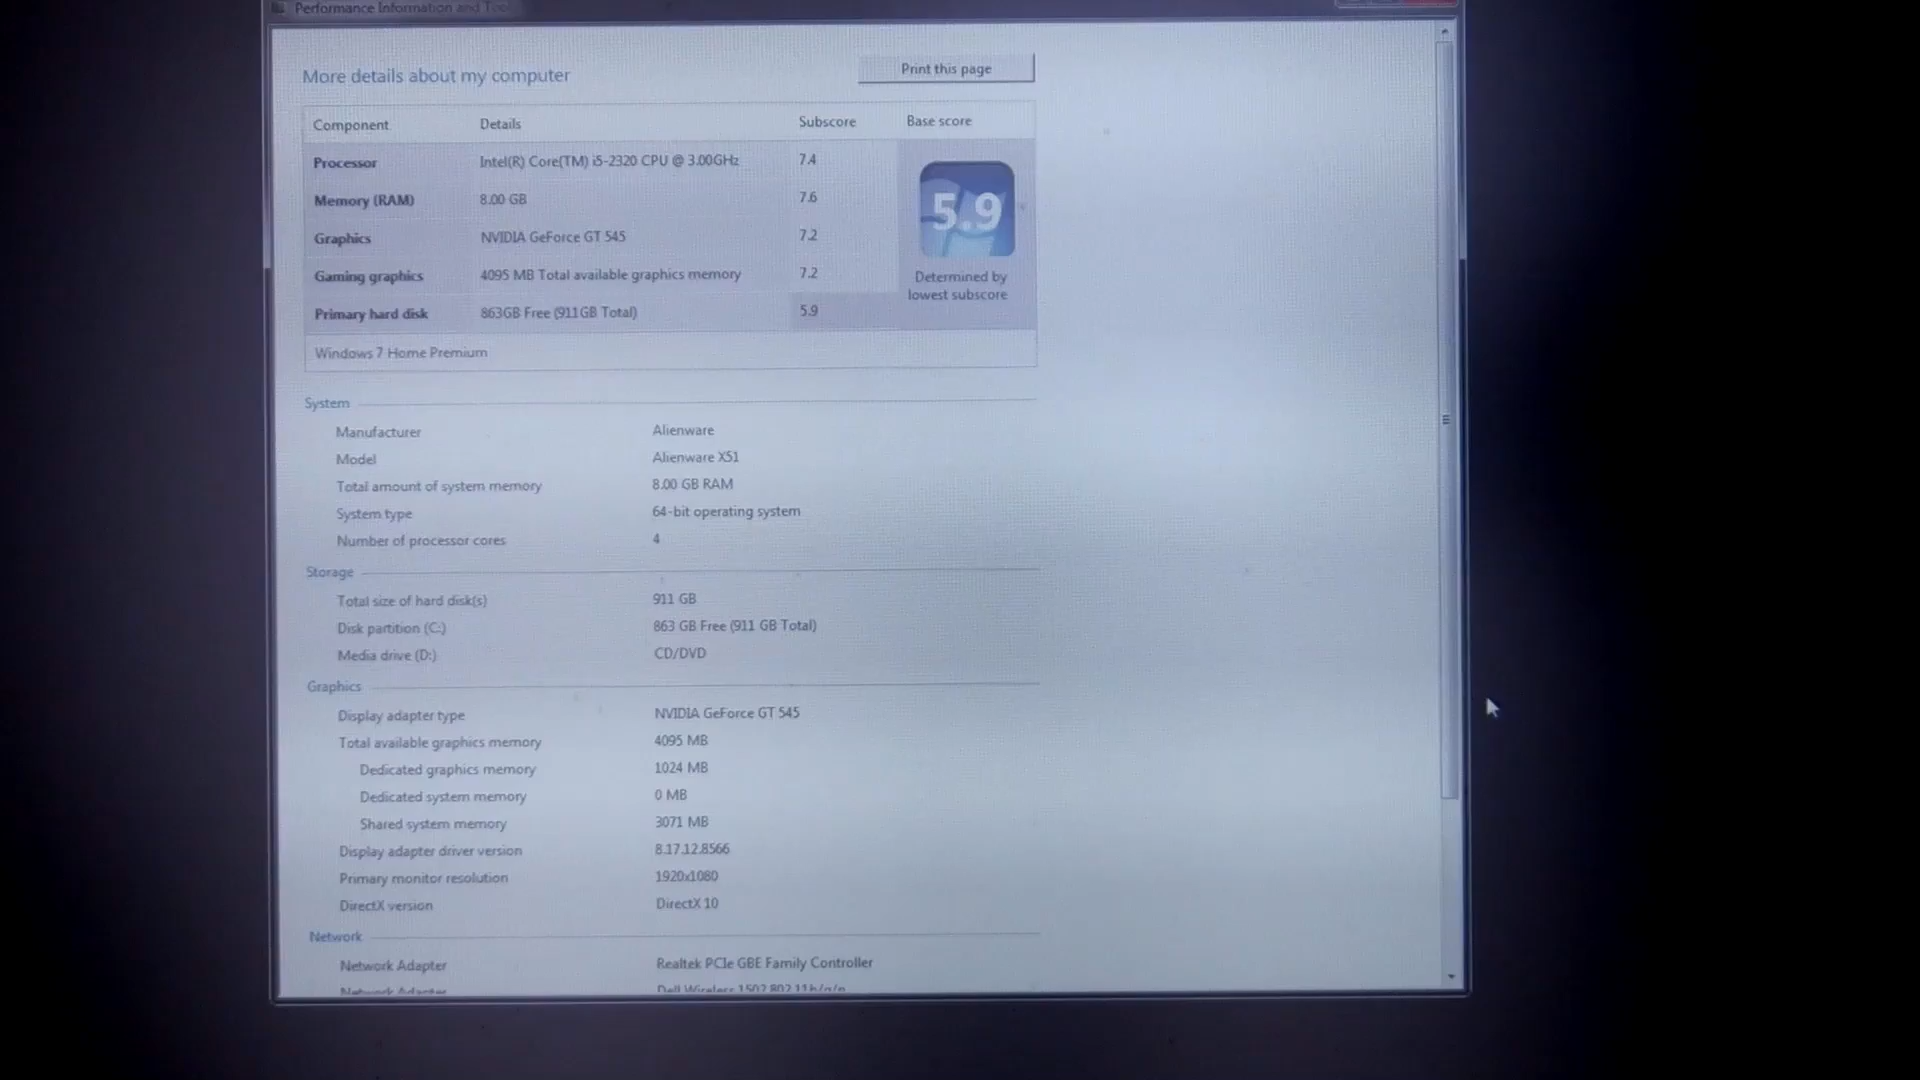 Performance Information and Too
More details about my computer
Print this page
Component Details Subscore Base score
Processor Intel(R) Core(TM) i5-2320 CPU @ 3.00GHz 7.4
Memory (RAM) 8.00 GB 7.6
Graphics NVIDIA GeForce GT 545 7.2
Gaming graphics 4095 MB Total available graphics memory 7.2
Primary hard disk 863GB Free (911GB Total) 5.9
5.9
Determined by
lowest subscore
Windows 7 Home Premium
System
Manufacturer Alienware
Model Alienware X51
Total amount of system memory 8.00 GB RAM
System type 64-bit operating system
Number of processor cores 4
Storage
Total size of hard disk(s) 911 GB
Disk partition (C:) 863 GB Free (911 GB Total)
Media drive (D:) CD/DVD
Graphics
Display adapter type NVIDIA GeForce GT 545
Total available graphics memory 4095 MB
Dedicated graphics memory 1024 MB
Dedicated system memory 0 MB
Shared system memory 3071 MB
Display adapter driver version 8.17.12.8566
Primary monitor resolution 1920x1080
DirectX version DirectX 10
Network
Network Adapter Realtek PCIe GBE Family Controller
Network Adapter Dell Wireless 1502 802.11b/g/n